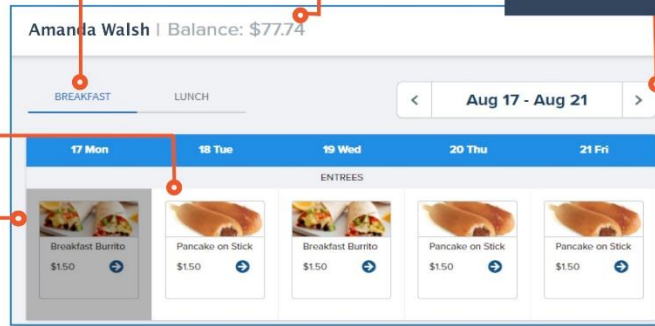 Amanda Walsh | Balance: $77.74
BREAKFAST LUNCH < Aug 17 - Aug 21 >
17 Mon 18 Tue 19 Wed 20 Thu 21 Fri
ENTREES
Breakfast Burrito Pancake on Stick Breakfast Burrito Pancake on Stick Pancake on Stick
$1.50 $1.50 $1.50 $1.50 $1.50